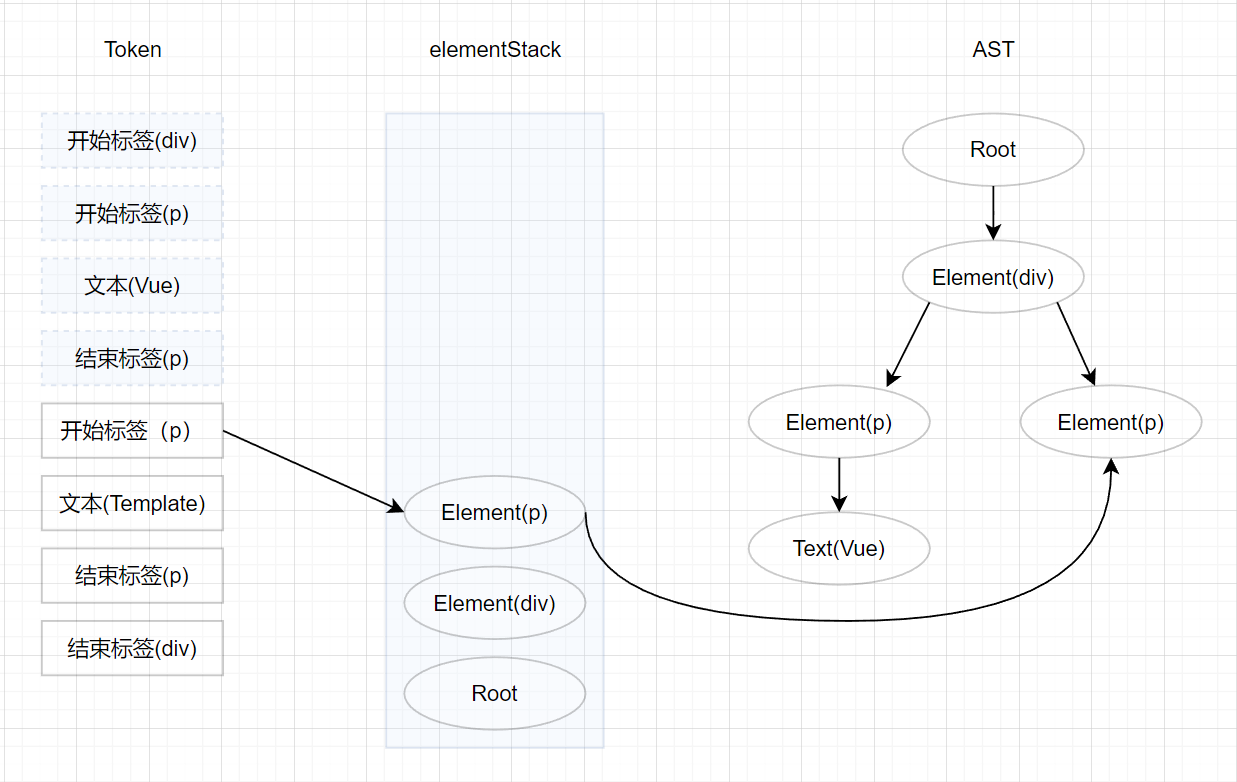 Token
elementStack
AST
开始标签(div)
开始标签(p)
文本(Vue)
结束标签(p)
开始标签（p）
文本(Template)
结束标签(p)
结束标签(div)
Element(p)
Element(div)
Root
Root
Element(div)
Element(p)
Element(p)
Text(Vue)